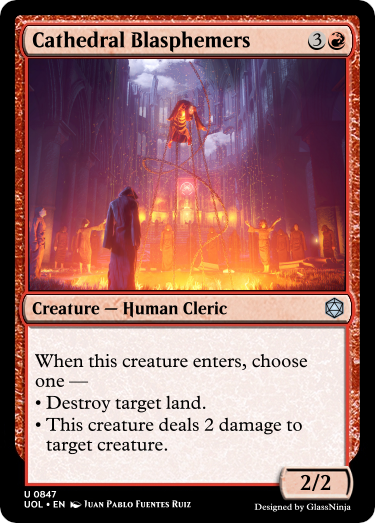 Cathedral Blasphemers 3
Creature — Human Cleric
When this creature enters, choose
one —
• Destroy target land.
• This creature deals 2 damage to
target creature.
2/2
U 0847
UOL • EN Juan Pablo Fuentes Ruiz
Designed by GlassNinja